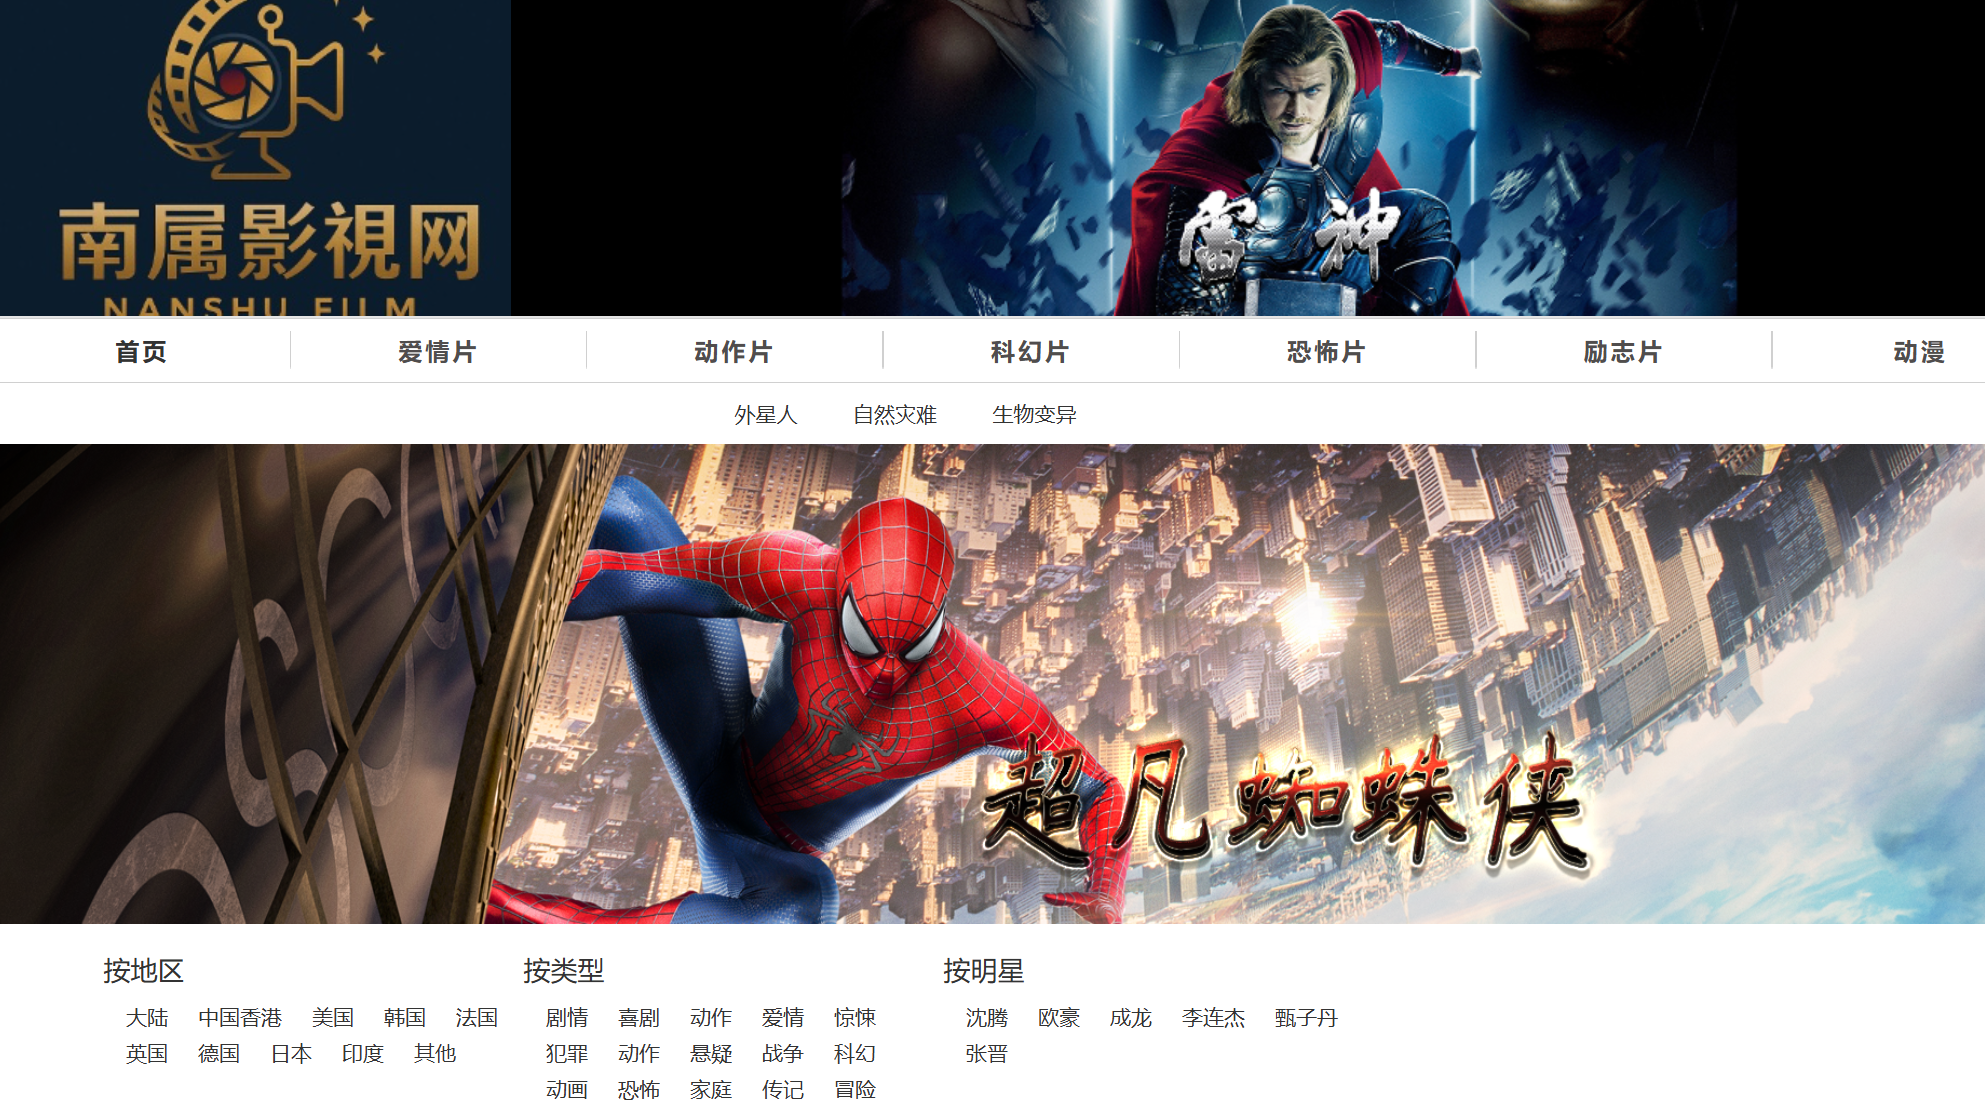 南属影視网
NANSHU FILM
雷神
首页 爱情片 动作片 科幻片 恐怖片 励志片 动漫
外星人 自然灾难 生物变异
超凡蜘蛛侠
按地区 按类型 按明星
大陆 中国香港 美国 韩国 法国 剧情 喜剧 动作 爱情 惊悚 沈腾 欧豪 成龙 李连杰 甄子丹
英国 德国 日本 印度 其他 犯罪 动作 悬疑 战争 科幻 张晋
动画 恐怖 家庭 传记 冒险